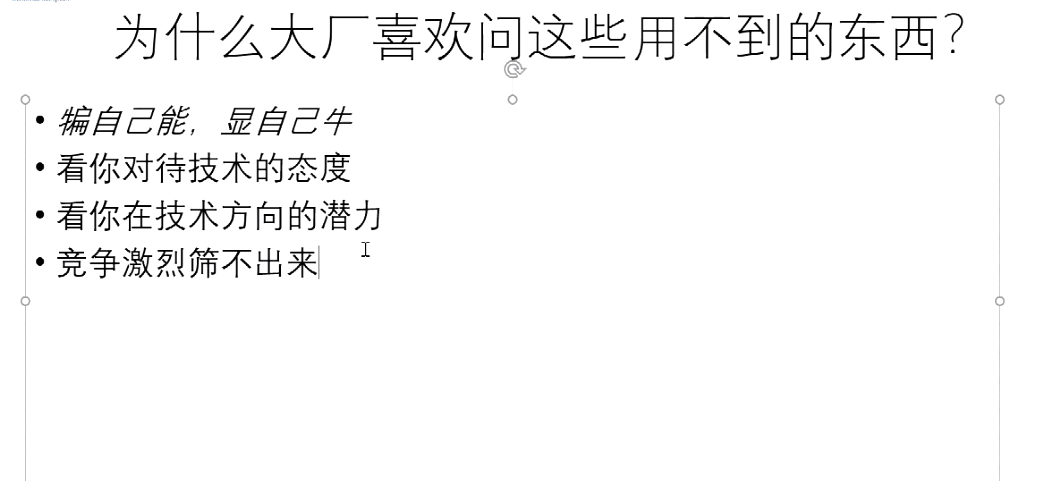 为什么大厂喜欢问这些用不到的东西?
• 犏自己能，显自己牛
• 看你对待技术的态度
• 看你在技术方向的潜力
• 竞争激烈筛不出来